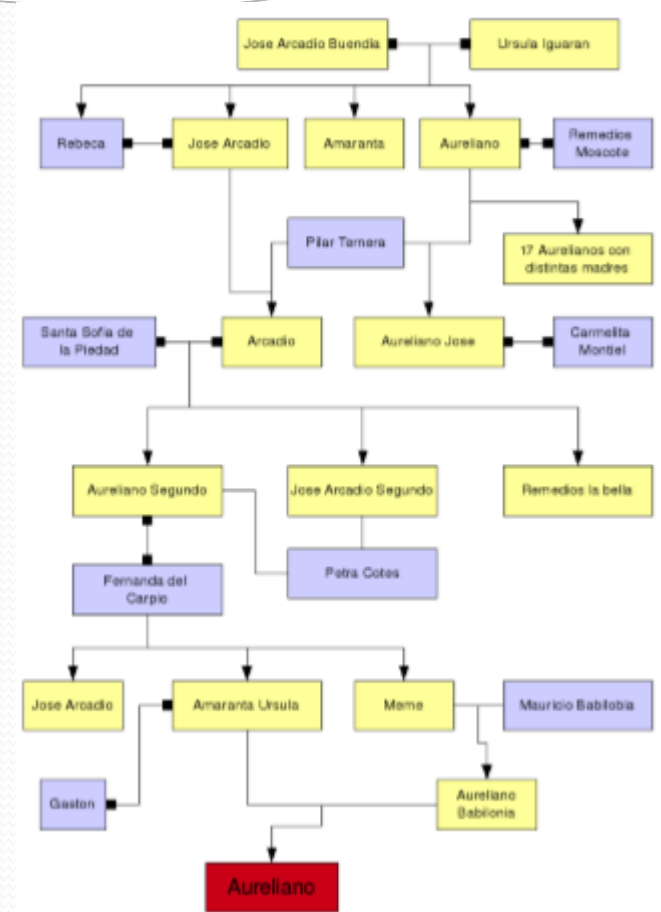 Jose Arcadio Buendia
Ursula Iguaran
Rebeca
Jose Arcadio
Amaranta
Aureliano
Remedios
Moscote
Pilar Ternera
17 Aurelianos con
distintas madres
Santa Sofia de
la Piedad
Arcadio
Aureliano Jose
Carmelita
Montiel
Aureliano Segundo
Jose Arcadio Segundo
Remedios la bella
Fernanda del
Carpio
Petra Cotes
Jose Arcadio
Amaranta Ursula
Meme
Mauricio Babilobia
Gaston
Aureliano
Babilonia
Aureliano